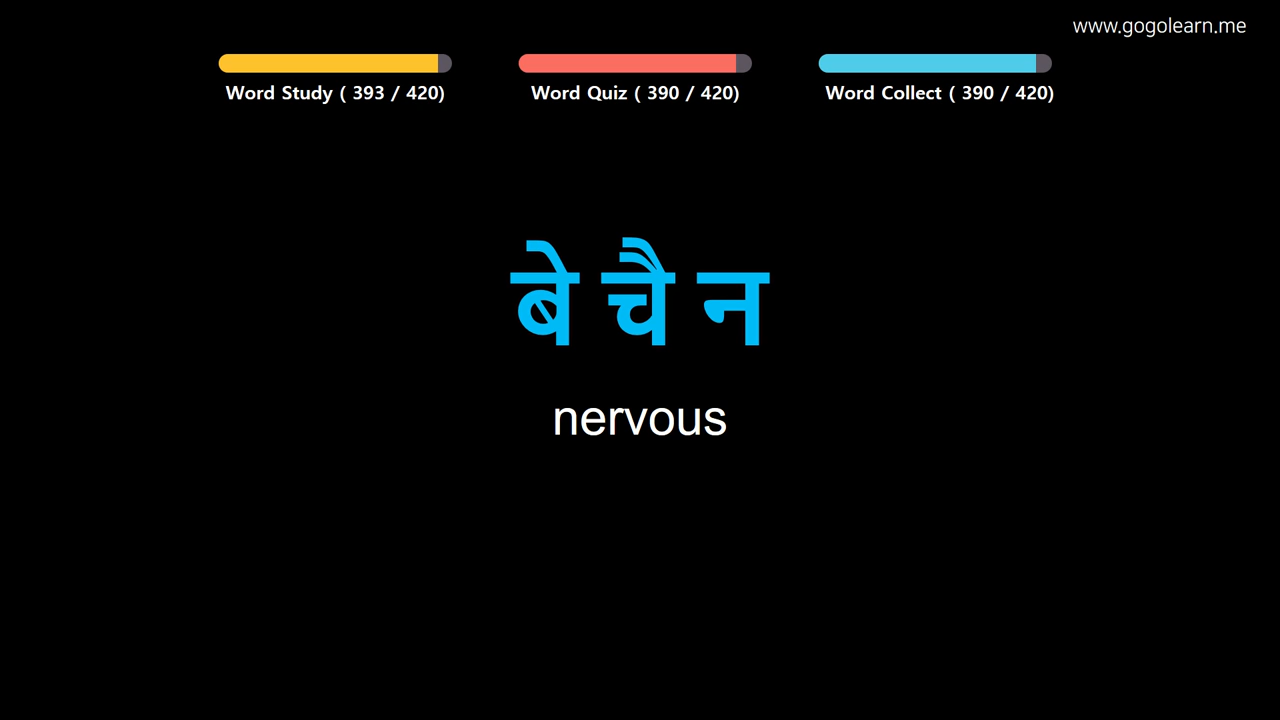 www.gogolearn.me
Word Study ( 393 / 420)
Word Quiz ( 390 / 420)
Word Collect ( 390 / 420)
बे चै न
nervous